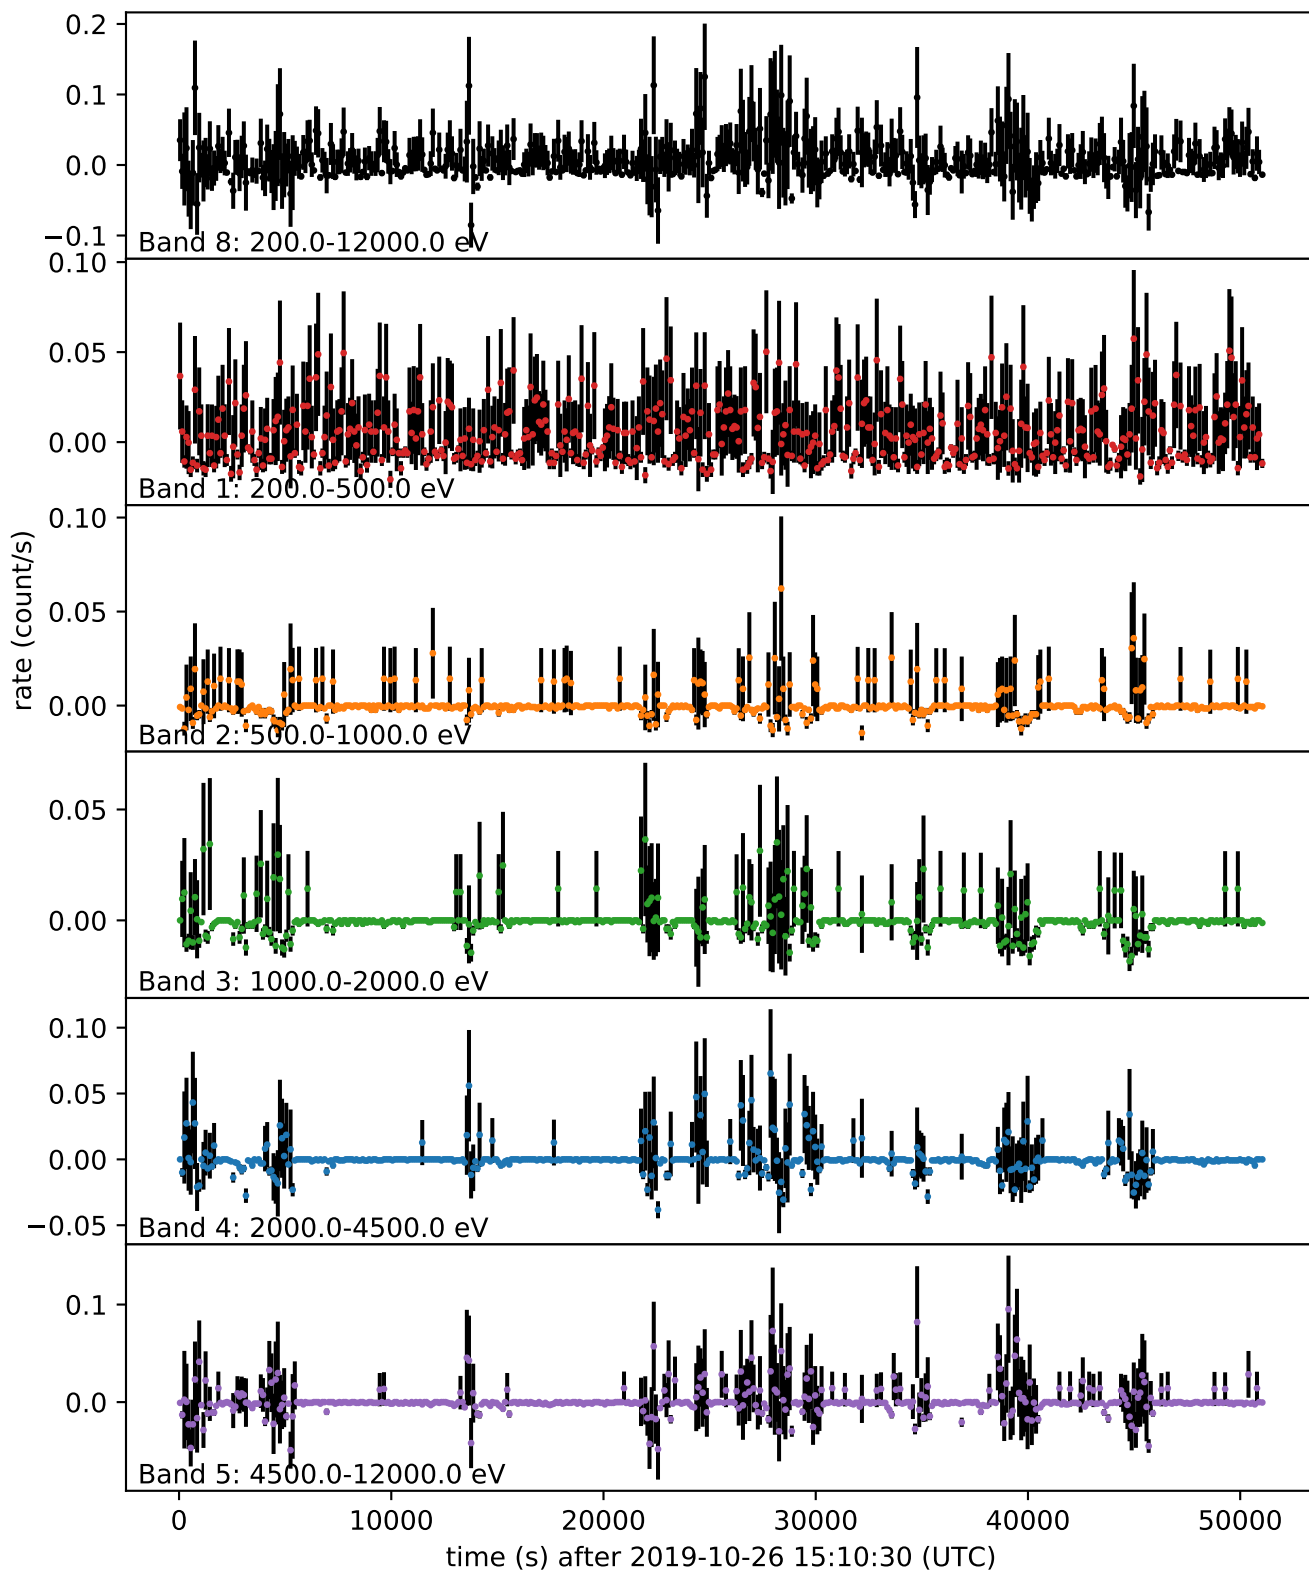 0.2
0.1
0.0
−0.1
Band 8: 200.0-12000.0 eV
0.10
0.05
0.00
Band 1: 200.0-500.0 eV
0.10
0.05
0.00
Band 2: 500.0-1000.0 eV
rate (count/s)
0.05
0.00
Band 3: 1000.0-2000.0 eV
0.10
0.05
0.00
−0.05
Band 4: 2000.0-4500.0 eV
0.1
0.0
Band 5: 4500.0-12000.0 eV
0 10000 20000 30000 40000 50000
time (s) after 2019-10-26 15:10:30 (UTC)